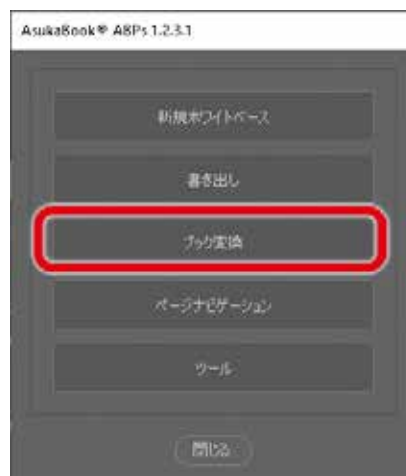 AsukaBook® ABPs 1.2.3.1
新規ホワイトベース
書き出し
ブック変換
ページナビゲーション
ツール
閉じる